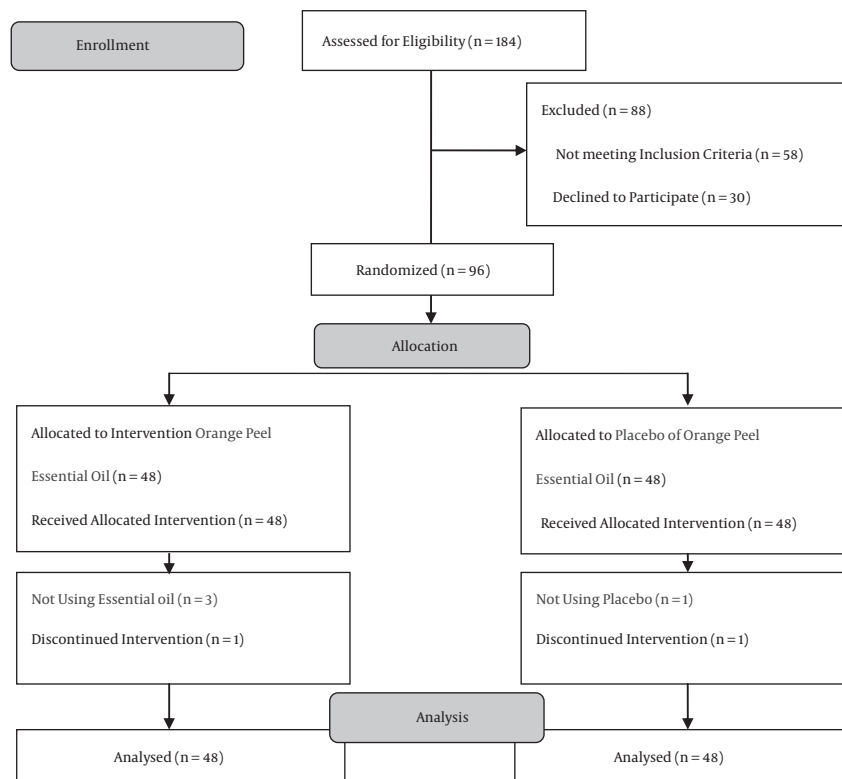 Enrollment
Assessed for Eligibility (n = 184)
Excluded (n = 88)
Not meeting Inclusion Criteria (n = 58)
Declined to Participate (n = 30)
Randomized (n = 96)
Allocation
Allocated to Intervention Orange Peel
Essential Oil (n = 48)
Received Allocated Intervention (n = 48)
Allocated to Placebo of Orange Peel
Essential Oil (n = 48)
Received Allocated Intervention (n = 48)
Not Using Essential oil (n = 3)
Discontinued Intervention (n = 1)
Not Using Placebo (n = 1)
Discontinued Intervention (n = 1)
Analysis
Analysed (n = 48)
Analysed (n = 48)